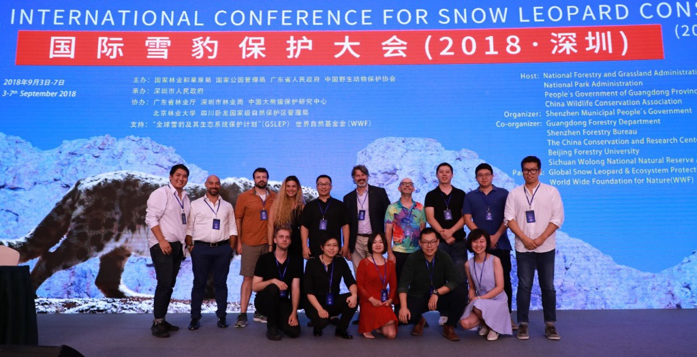 INTERNATIONAL CONFERENCE FOR SNOW LEOPARD CONS
(20
国际雪豹保护大会(2018·深圳)
2018年9月3日-7日
3-7th September 2018
主办：国家林业和草原局 国家公园管理局 广东省人民政府 中国野生动物保护协会
承办：深圳市人民政府
协办：广东省林业厅 深圳市林业局 中国大熊猫保护研究中心
北京林业大学 四川卧龙国家级自然保护区管理局
支持："全球雪豹及其生态系统保护计划"(GSLEP) 世界自然基金会(WWF)
Host: National Forestry and Grassland Administra
National Park Administration
People's Government of Guangdong Provinc
China Wildlife Conservation Association
Organizer: Shenzhen Municipal People's Government
Co-organizer: Guangdong Forestry Department
Shenzhen Forestry Bureau
The China Conservation and Research Cente
Beijing Forestry University
Sichuan Wolong National Natural Reserve A
Global Snow Leopard & Ecosystem Protect
World Wide Foundation for Nature(WWF)